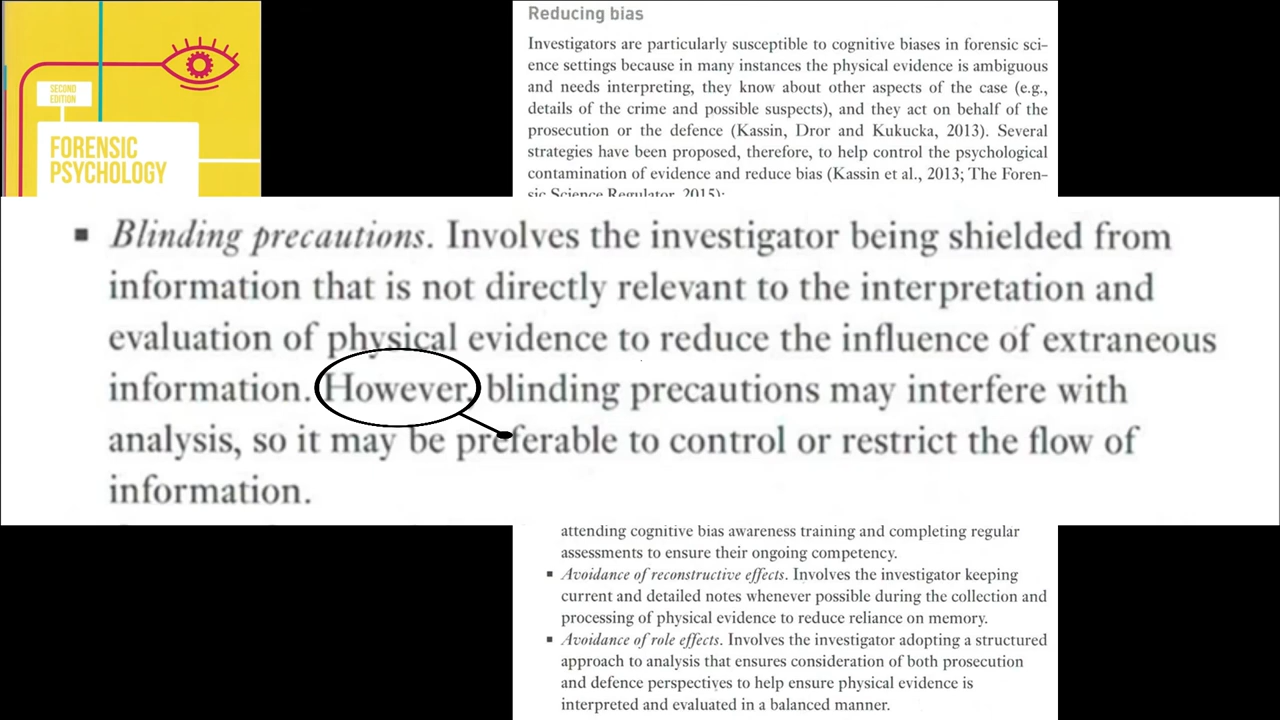 SECOND
EDITION
FORENSIC
PSYCHOLOGY
Reducing bias
Investigators are particularly susceptible to cognitive biases in forensic sci-
ence settings because in many instances the physical evidence is ambiguous
and needs interpreting, they know about other aspects of the case (e.g.,
details of the crime and possible suspects), and they act on behalf of the
prosecution or the defence (Kassin, Dror and Kukucka, 2013). Several
strategies have been proposed, therefore, to help control the psychological
contamination of evidence and reduce bias (Kassin et al., 2013; The Foren-
sic Science Regulator, 2015):
▪ Blinding precautions. Involves the investigator being shielded from
information that is not directly relevant to the interpretation and
evaluation of physical evidence to reduce the influence of extraneous
information. However, blinding precautions may interfere with
analysis, so it may be preferable to control or restrict the flow of
information.
attending cognitive bias awareness training and completing regular
assessments to ensure their ongoing competency.
▪ Avoidance of reconstructive effects. Involves the investigator keeping
current and detailed notes whenever possible during the collection and
processing of physical evidence to reduce reliance on memory.
▪ Avoidance of role effects. Involves the investigator adopting a structured
approach to analysis that ensures consideration of both prosecution
and defence perspectives to help ensure physical evidence is
interpreted and evaluated in a balanced manner.